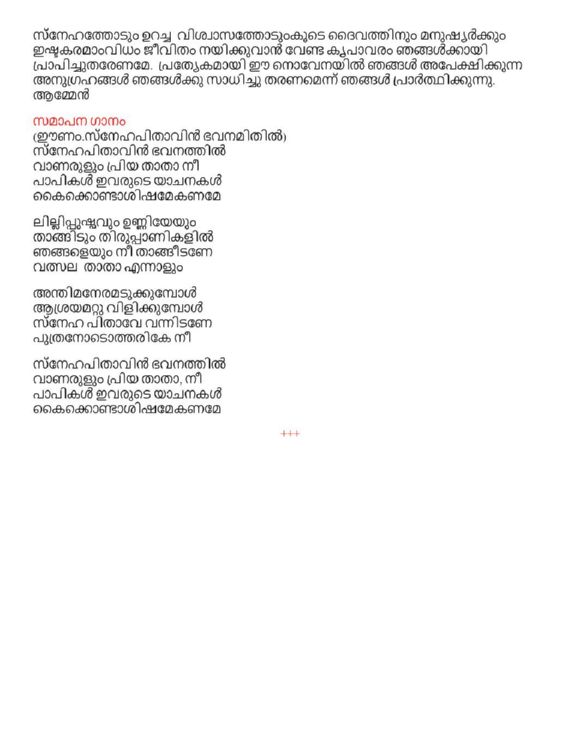 സ്നേഹത്തോടും ഉറച്ച വിശ്വാസത്തോടുംകൂടെ ദൈവത്തിനും മനുഷ്യർക്കും
ഇഷ്ടകരമാംവിധം ജീവിതം നയിക്കുവാൻ വേണ്ട കൃപാവരം ഞങ്ങൾക്കായി
പ്രാപിച്ചുതരേണമേ. പ്രത്യേകമായി ഈ നൊവേനയിൽ ഞങ്ങൾ അപേക്ഷിക്കുന്ന
അനുഗ്രഹങ്ങൾ ഞങ്ങൾക്കു സാധിച്ചു തരണമെന്ന് ഞങ്ങൾ പ്രാർത്ഥിക്കുന്നു.
ആമ്മേൻ
സമാപന ഗാനം
(ഈണം.സ്നേഹപിതാവിൻ ഭവനമിതിൽ)
സ്നേഹപിതാവിൻ ഭവനത്തിൽ
വാണരുളും പ്രിയ താതാ നീ
പാപികൾ ഇവരുടെ യാചനകൾ
കൈക്കൊണ്ടാശിഷമേകണമേ
ലില്ലിപ്പുഷ്പവും ഉണ്ണിയേയും
താങ്ങിടും തിരുപ്പാണികളിൽ
ഞങ്ങളെയും നീ താങ്ങീടണേ
വത്സല താതാ എന്നാളും
അന്തിമനേരമടുക്കുമ്പോൾ
ആശ്രയമറ്റു വിളിക്കുമ്പോൾ
സ്നേഹ പിതാവേ വന്നിടണേ
പുത്രനോടൊത്തരികേ നീ
സ്നേഹപിതാവിൻ ഭവനത്തിൽ
വാണരുളും പ്രിയ താതാ, നീ
പാപികൾ ഇവരുടെ യാചനകൾ
കൈക്കൊണ്ടാശിഷമേകണമേ
+++